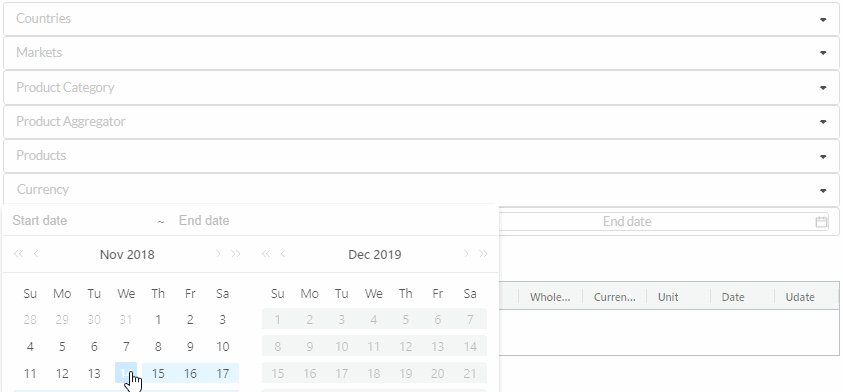 Countries
Markets
Product Category
Product Aggregator
Products
Currency
Start date ~ End date End date
Nov 2018 Dec 2019
Su Mo Tu We Th Fr Sa Su Mo Tu We Th Fr Sa
Whole... Curren... Unit Date Udate
28 29 30 31 1 2 3 1 2 3 4 5 6 7
4 5 6 7 8 9 10 8 9 10 11 12 13 14
11 12 13 15 16 17 15 16 17 18 19 20 21